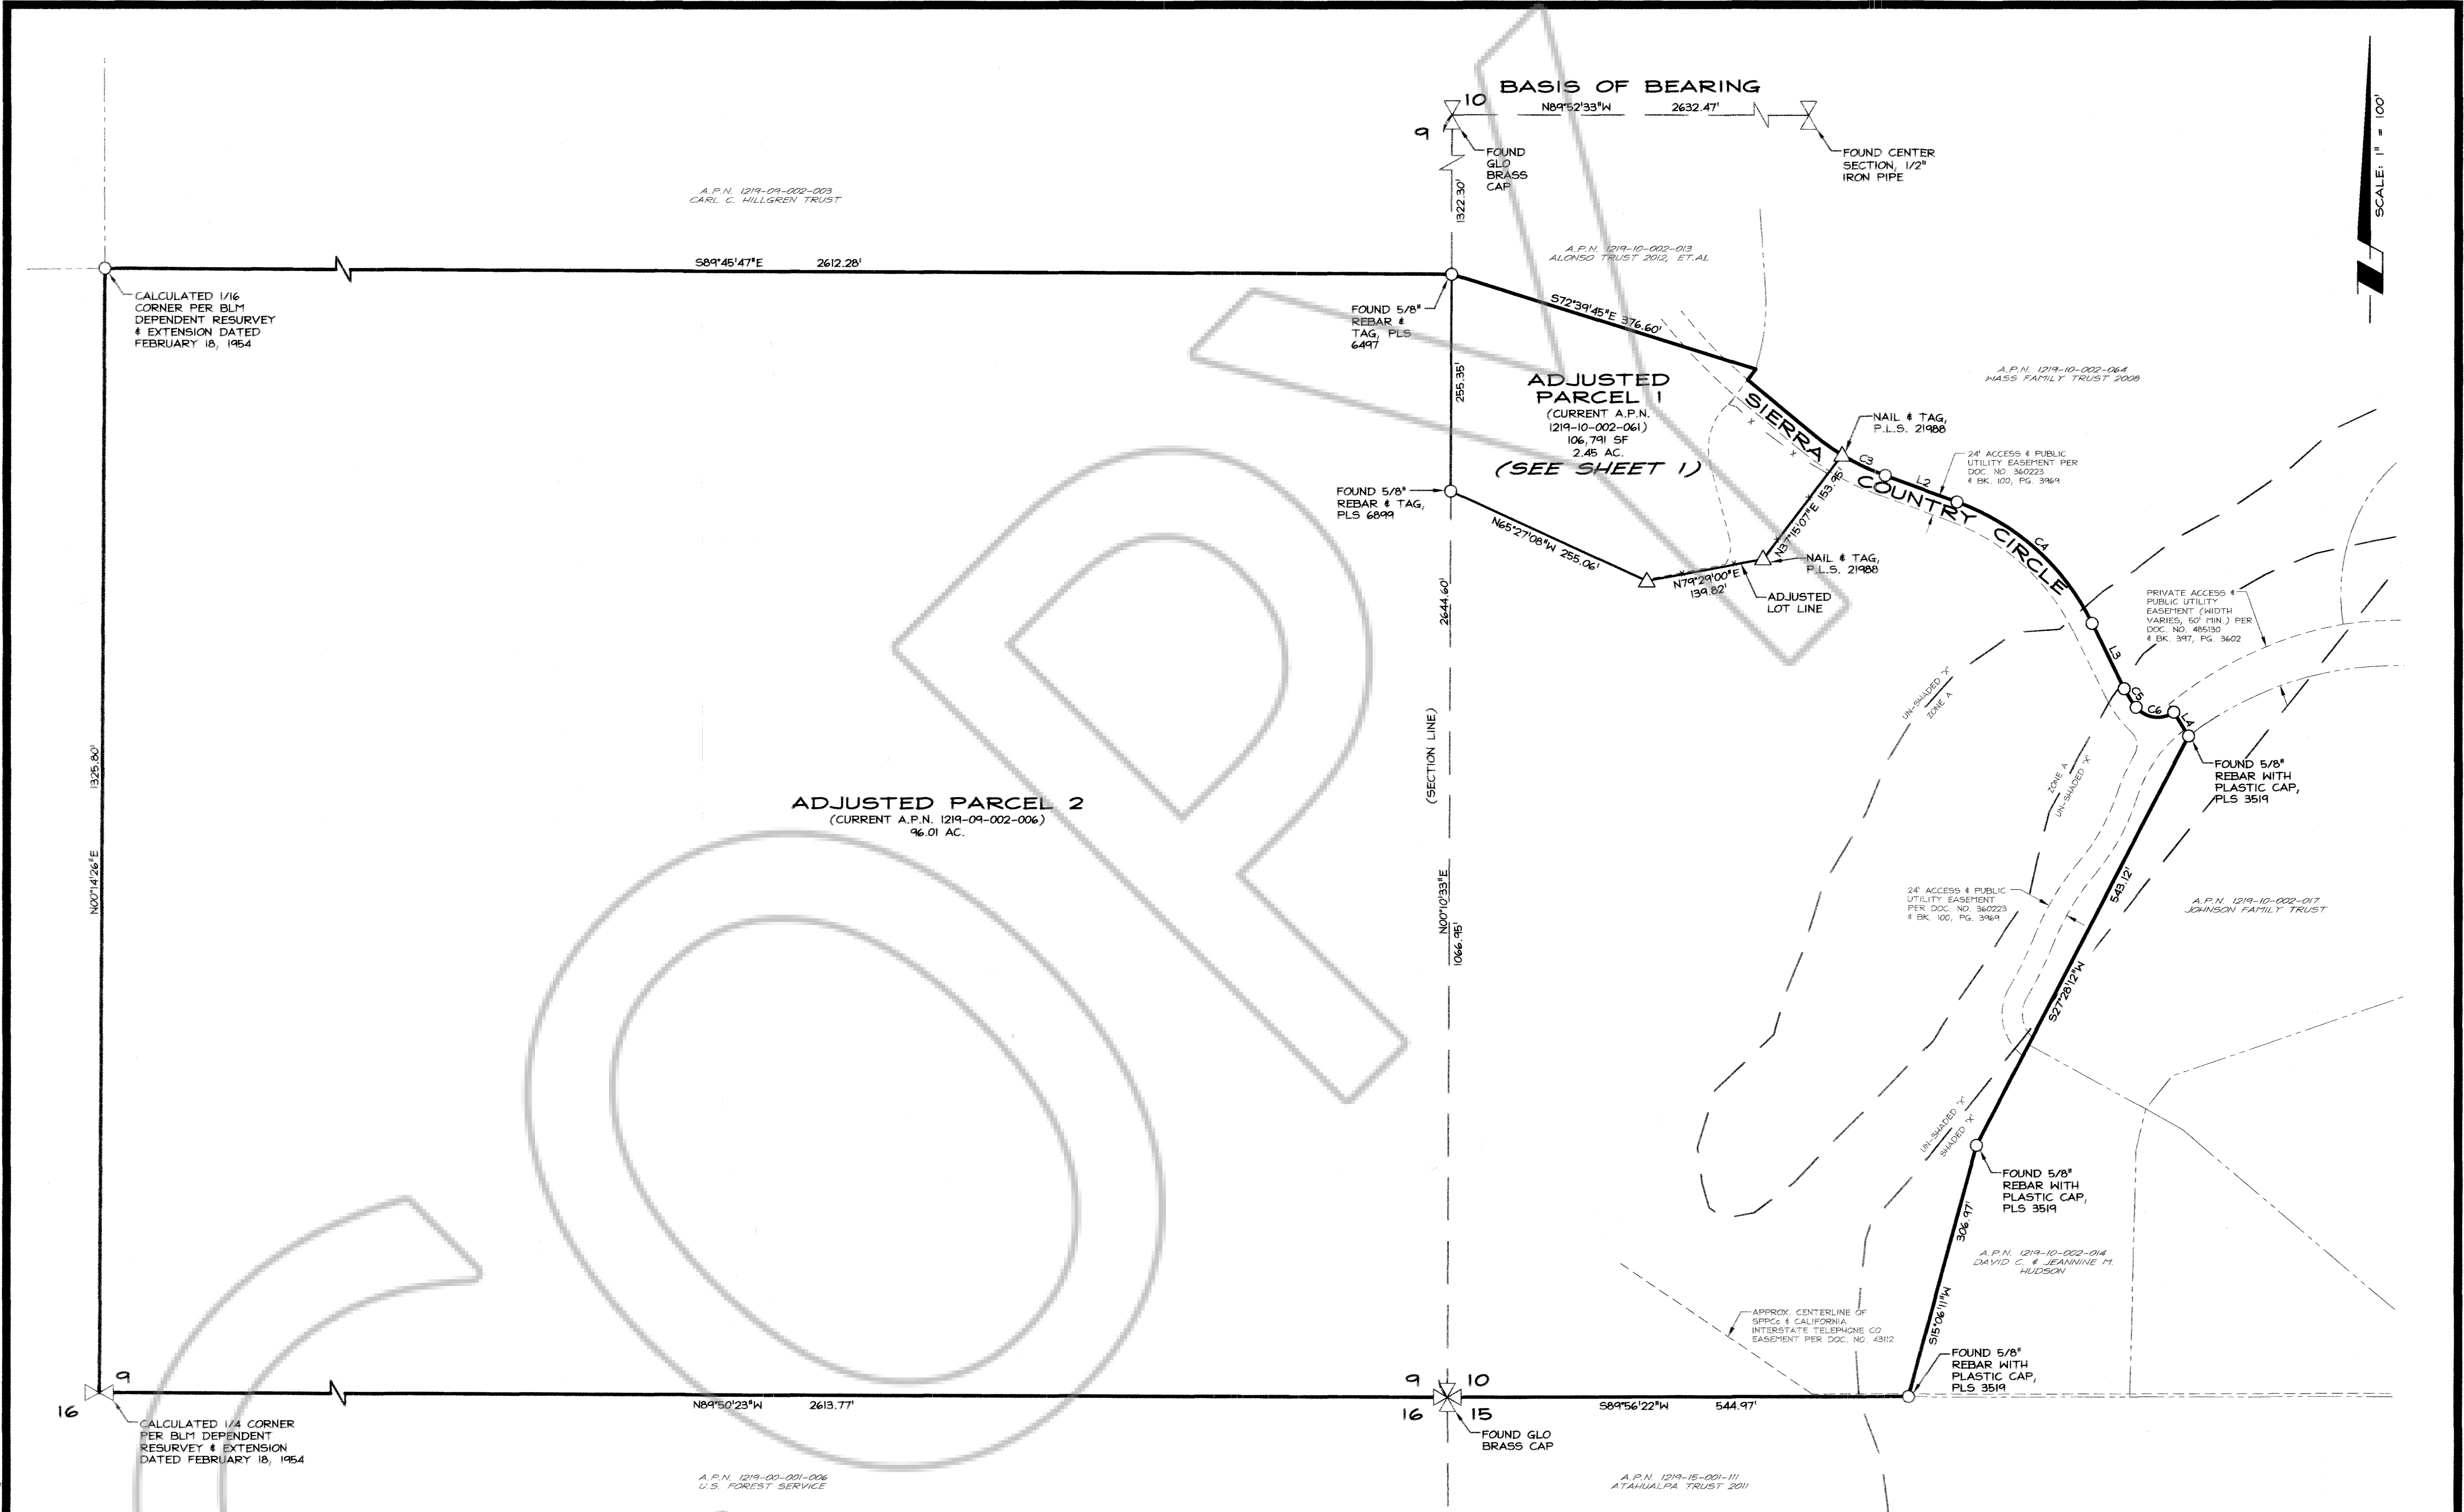 BASIS OF BEARING
N89°52'33"W 2632.47'
10
9
FOUND
GLO
BRASS
CAP
FOUND CENTER
SECTION, 1/2"
IRON PIPE
SCALE: 1" = 100'
1322.30'
A.P.N. 1219-09-002-003
CARL C. HILLGREN TRUST
A.P.N. 1219-10-002-013
ALONSO TRUST 2012, ET.AL
S89°45'47"E 2612.28'
CALCULATED 1/16
CORNER PER BLM
DEPENDENT RESURVEY
& EXTENSION DATED
FEBRUARY 18, 1954
FOUND 5/8"
REBAR &
TAG, PLS
6497
S72°39'45"E 376.60'
255.35'
ADJUSTED
PARCEL 1
(CURRENT A.P.N.
1219-10-002-061)
106,791 SF
2.45 AC.
(SEE SHEET 1)
A.P.N. 1219-10-002-064
WASS FAMILY TRUST 2008
SIERRA COUNTRY CIRCLE
NAIL & TAG,
P.L.S. 21988
C3
L2
24' ACCESS & PUBLIC
UTILITY EASEMENT PER
DOC. NO. 360223
& BK. 100, PG. 3969
C4
FOUND 5/8"
REBAR & TAG,
PLS 6899
N65°27'08"W 255.06'
N37°15'07"E 153.95'
N79°29'00"E
139.82'
NAIL & TAG,
P.L.S. 21988
ADJUSTED
LOT LINE
PRIVATE ACCESS &
PUBLIC UTILITY
EASEMENT (WIDTH
VARIES, 50' MIN.) PER
DOC. NO. 485130
& BK. 397, PG. 3602
L3
C5
C6
L4
2644.60'
(SECTION LINE)
N00°10'33"E
1066.95'
UN-SHADED 'X'
ZONE A
ZONE A
UN-SHADED 'X'
FOUND 5/8"
REBAR WITH
PLASTIC CAP,
PLS 3519
1325.80'
N00°14'26"E
ADJUSTED PARCEL 2
(CURRENT A.P.N. 1219-09-002-006)
96.01 AC.
24' ACCESS & PUBLIC
UTILITY EASEMENT
PER DOC. NO. 360223
& BK. 100, PG. 3969
543.12'
S27°28'12"W
A.P.N. 1219-10-002-017
JOHNSON FAMILY TRUST
UN-SHADED 'X'
SHADED 'X'
FOUND 5/8"
REBAR WITH
PLASTIC CAP,
PLS 3519
306.97'
S15°06'11"W
A.P.N. 1219-10-002-014
DAVID C. & JEANNINE M.
HUDSON
APPROX. CENTERLINE OF
SPPCo & CALIFORNIA
INTERSTATE TELEPHONE CO
EASEMENT PER DOC. NO. 43112
FOUND 5/8"
REBAR WITH
PLASTIC CAP,
PLS 3519
9
16
CALCULATED 1/4 CORNER
PER BLM DEPENDENT
RESURVEY & EXTENSION
DATED FEBRUARY 18, 1954
N89°50'23"W 2613.77'
9 10
16 15
FOUND GLO
BRASS CAP
S89°56'22"W 544.97'
A.P.N. 1219-00-001-006
U.S. FOREST SERVICE
A.P.N. 1219-15-001-111
ATAHUALPA TRUST 2011
COPY